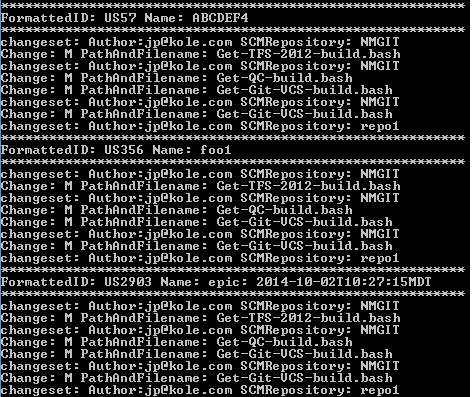 **********************************************************
FormattedID: US57 Name: ABCDEF4
**********************************************************
changeset: Author:jp@kole.com SCMRepository: NMGIT
Change: M PathAndFilename: Get-TFS-2012-build.bash
changeset: Author:jp@kole.com SCMRepository: NMGIT
Change: M PathAndFilename: Get-QC-build.bash
Change: M PathAndFilename: Get-Git-VCS-build.bash
changeset: Author:jp@kole.com SCMRepository: NMGIT
Change: M PathAndFilename: Get-Git-VCS-build.bash
changeset: Author:jp@kole.com SCMRepository: repo1
**********************************************************
FormattedID: US356 Name: foo1
**********************************************************
changeset: Author:jp@kole.com SCMRepository: NMGIT
Change: M PathAndFilename: Get-TFS-2012-build.bash
changeset: Author:jp@kole.com SCMRepository: NMGIT
Change: M PathAndFilename: Get-QC-build.bash
Change: M PathAndFilename: Get-Git-VCS-build.bash
changeset: Author:jp@kole.com SCMRepository: NMGIT
Change: M PathAndFilename: Get-Git-VCS-build.bash
changeset: Author:jp@kole.com SCMRepository: repo1
**********************************************************
FormattedID: US2903 Name: epic: 2014-10-02T10:27:15MDT
**********************************************************
changeset: Author:jp@kole.com SCMRepository: NMGIT
Change: M PathAndFilename: Get-TFS-2012-build.bash
changeset: Author:jp@kole.com SCMRepository: NMGIT
Change: M PathAndFilename: Get-QC-build.bash
Change: M PathAndFilename: Get-Git-VCS-build.bash
changeset: Author:jp@kole.com SCMRepository: NMGIT
Change: M PathAndFilename: Get-Git-VCS-build.bash
changeset: Author:jp@kole.com SCMRepository: repo1